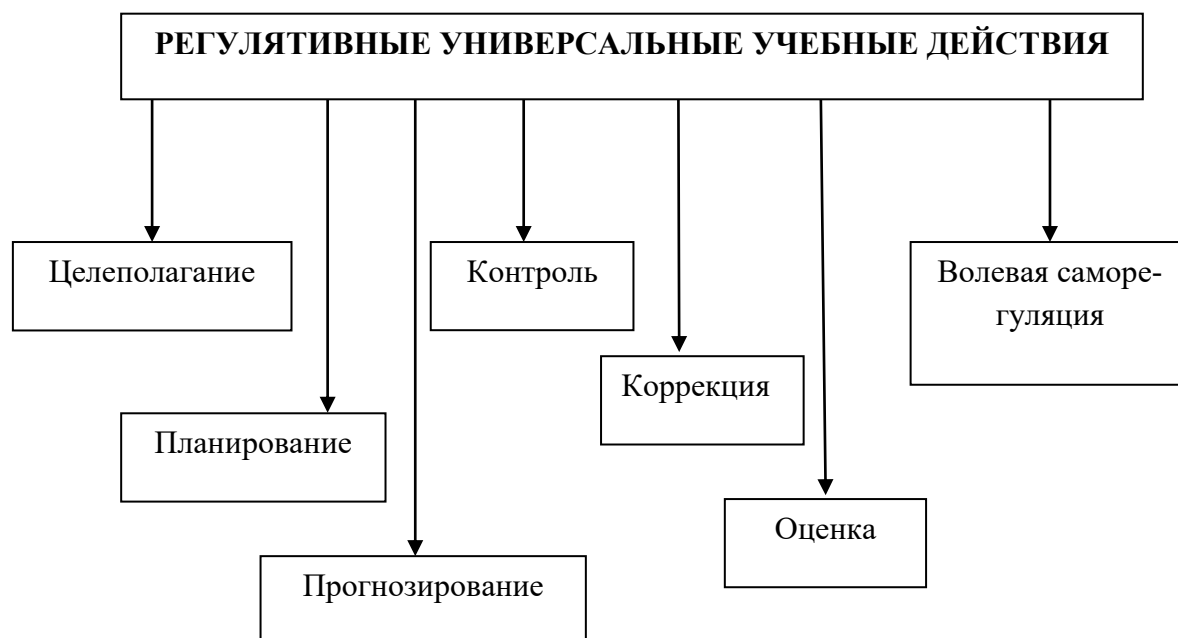 РЕГУЛЯТИВНЫЕ УНИВЕРСАЛЬНЫЕ УЧЕБНЫЕ ДЕЙСТВИЯ
Целеполагание
Контроль
Волевая саморе-
гуляция
Коррекция
Планирование
Оценка
Прогнозирование